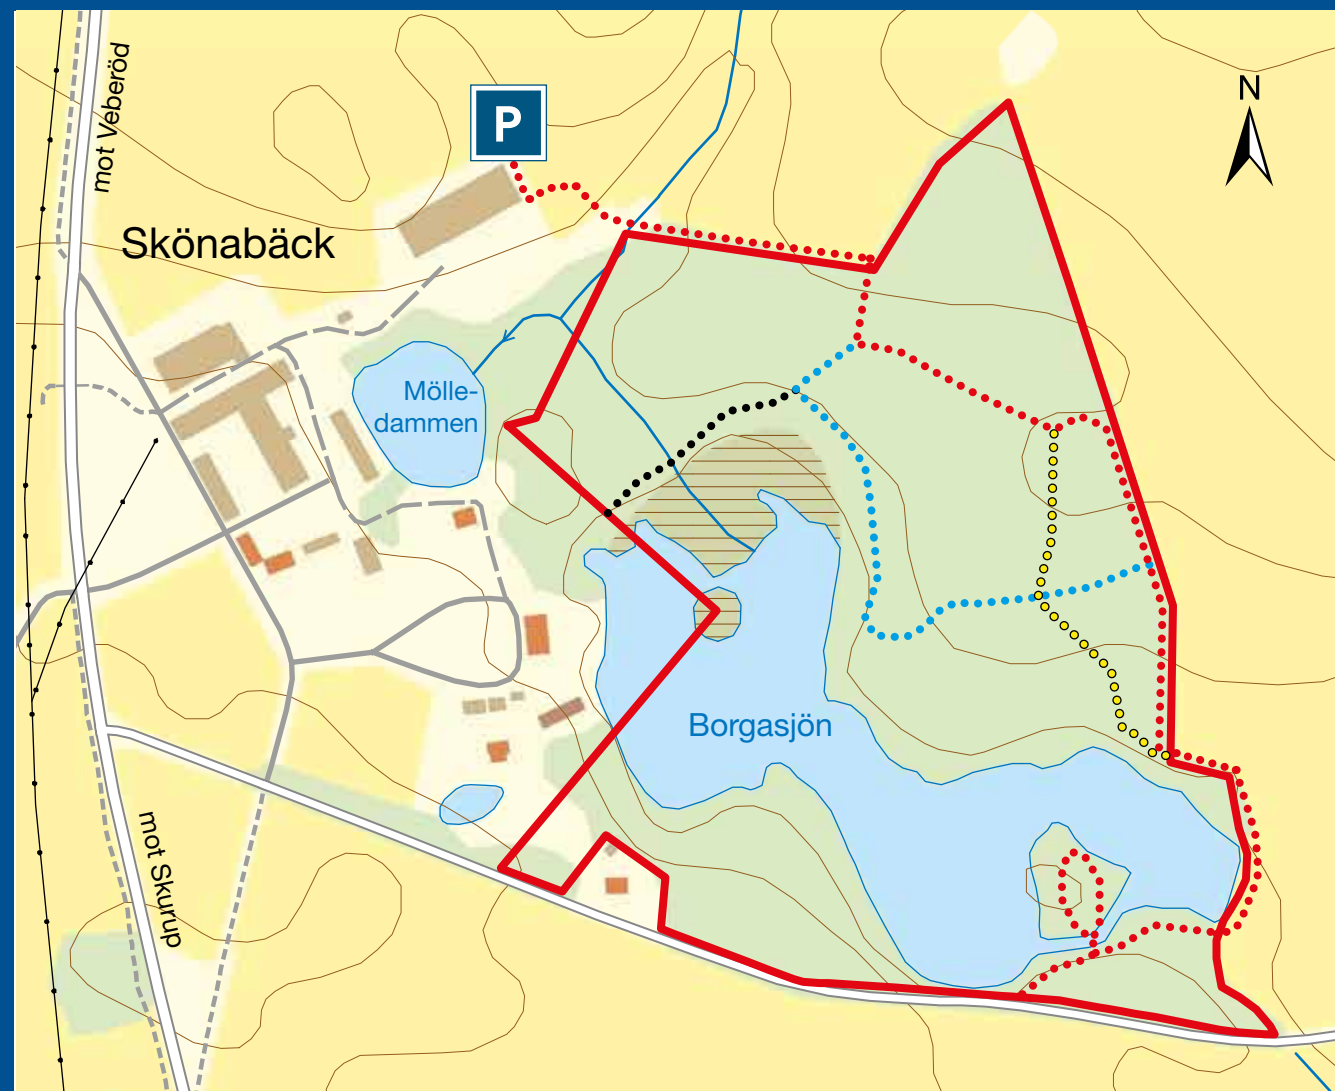 mot Veberöd
P
N
Skönabäck
Mölle-
dammen
Borgasjön
mot Skurup